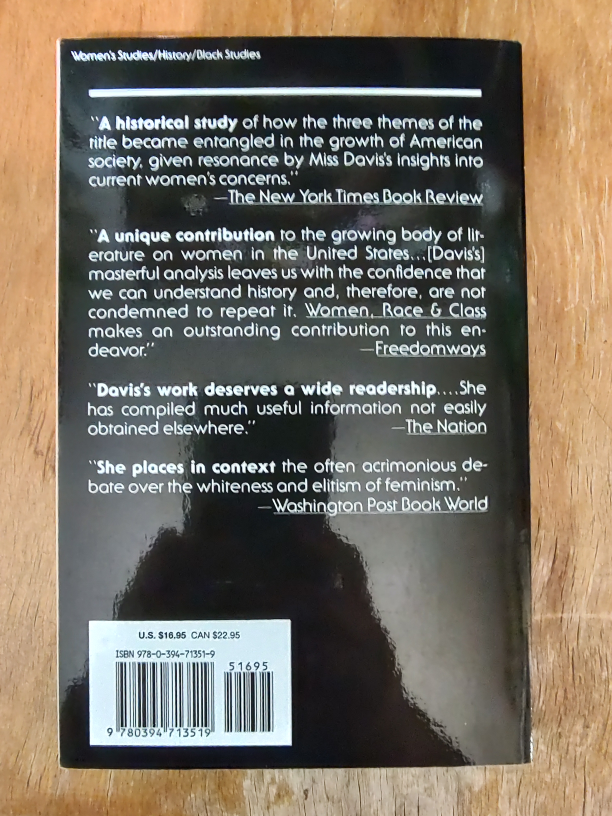 Women's Studies/History/Black Studies
"A historical study of how the three themes of the
title became entangled in the growth of American
society, given resonance by Miss Davis's insights into
current women's concerns."
—The New York Times Book Review
"A unique contribution to the growing body of lit-
erature on women in the United States...[Davis's]
masterful analysis leaves us with the confidence that
we can understand history and, therefore, are not
condemned to repeat it. Women, Race & Class
makes an outstanding contribution to this en-
deavor." —Freedomways
"Davis's work deserves a wide readership....She
has compiled much useful information not easily
obtained elsewhere." —The Nation
"She places in context the often acrimonious de-
bate over the whiteness and elitism of feminism."
—Washington Post Book World
U.S. $16.95 CAN $22.95
ISBN 978-0-394-71351-9
51695
9 780394 713519